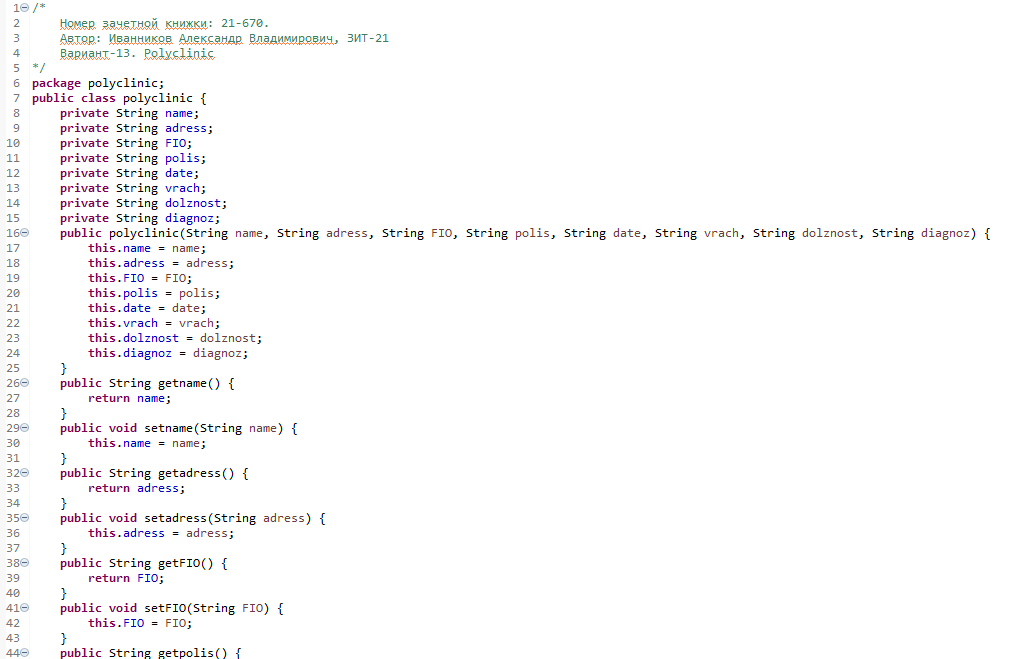 1 /*
2 Номер зачетной книжки: 21-670.
3 Автор: Иванников Александр Владимирович, ЗИТ-21
4 Вариант-13. Polyclinic
5 */
6 package polyclinic;
7 public class polyclinic {
8 private String name;
9 private String adress;
10 private String FIO;
11 private String polis;
12 private String date;
13 private String vrach;
14 private String dolznost;
15 private String diagnoz;
16 public polyclinic(String name, String adress, String FIO, String polis, String date, String vrach, String dolznost, String diagnoz) {
17 this.name = name;
18 this.adress = adress;
19 this.FIO = FIO;
20 this.polis = polis;
21 this.date = date;
22 this.vrach = vrach;
23 this.dolznost = dolznost;
24 this.diagnoz = diagnoz;
25 }
26 public String getname() {
27 return name;
28 }
29 public void setname(String name) {
30 this.name = name;
31 }
32 public String getadress() {
33 return adress;
34 }
35 public void setadress(String adress) {
36 this.adress = adress;
37 }
38 public String getFIO() {
39 return FIO;
40 }
41 public void setFIO(String FIO) {
42 this.FIO = FIO;
43 }
44 public String getpolis() {